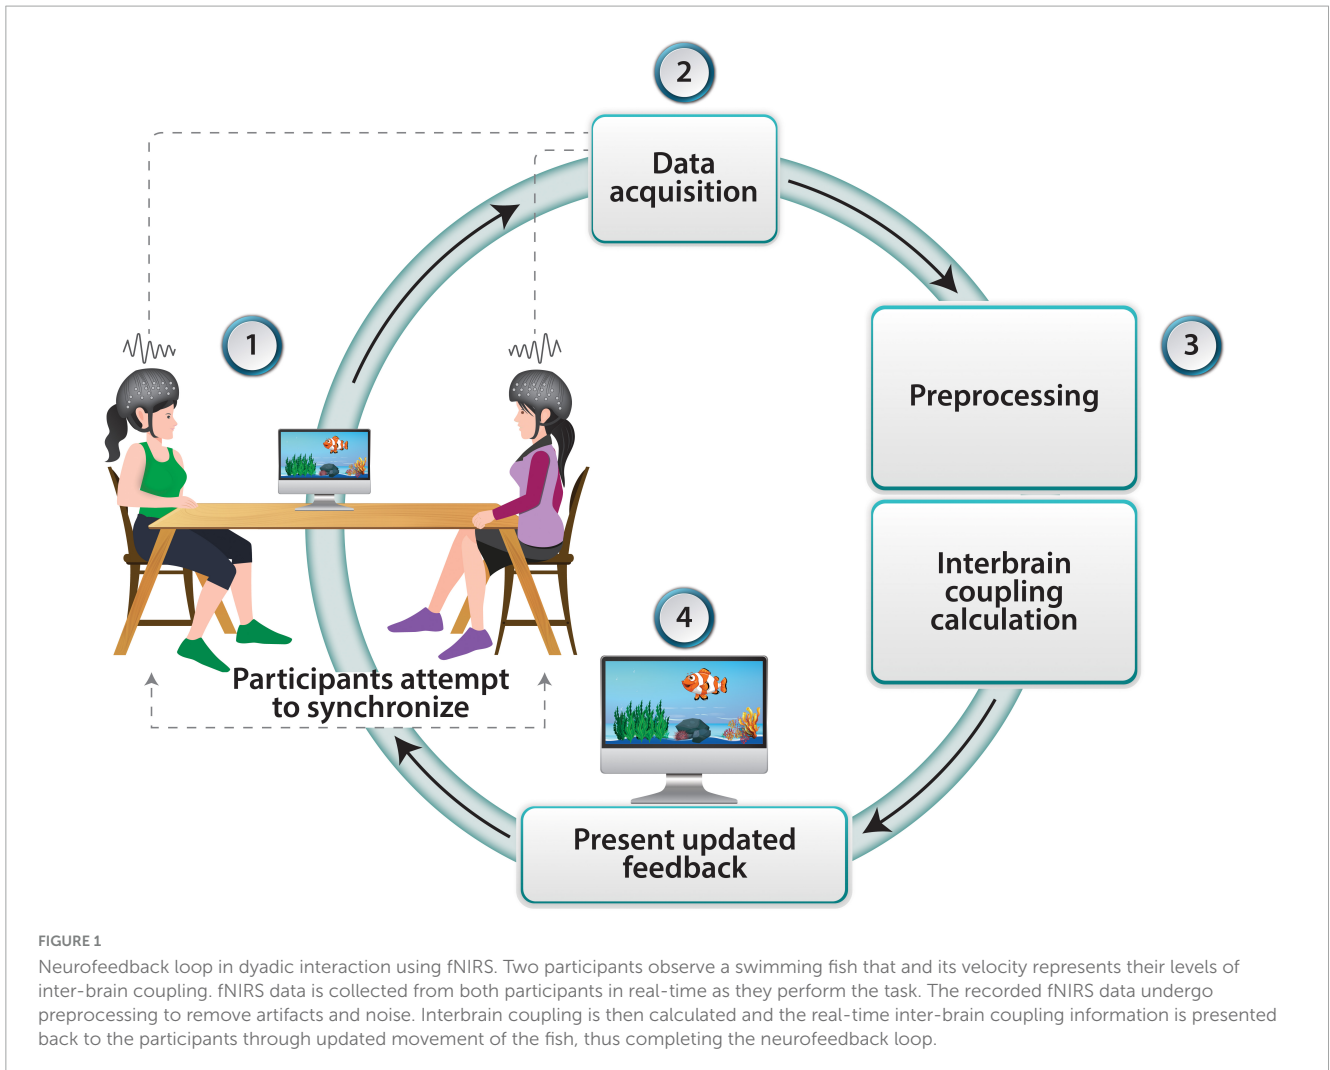 2
Data
acquisition
1
3
Preprocessing
Interbrain
coupling
calculation
4
Participants attempt
to synchronize
Present updated
feedback
FIGURE 1
Neurofeedback loop in dyadic interaction using fNIRS. Two participants observe a swimming fish that and its velocity represents their levels of
inter-brain coupling. fNIRS data is collected from both participants in real-time as they perform the task. The recorded fNIRS data undergo
preprocessing to remove artifacts and noise. Interbrain coupling is then calculated and the real-time inter-brain coupling information is presented
back to the participants through updated movement of the fish, thus completing the neurofeedback loop.